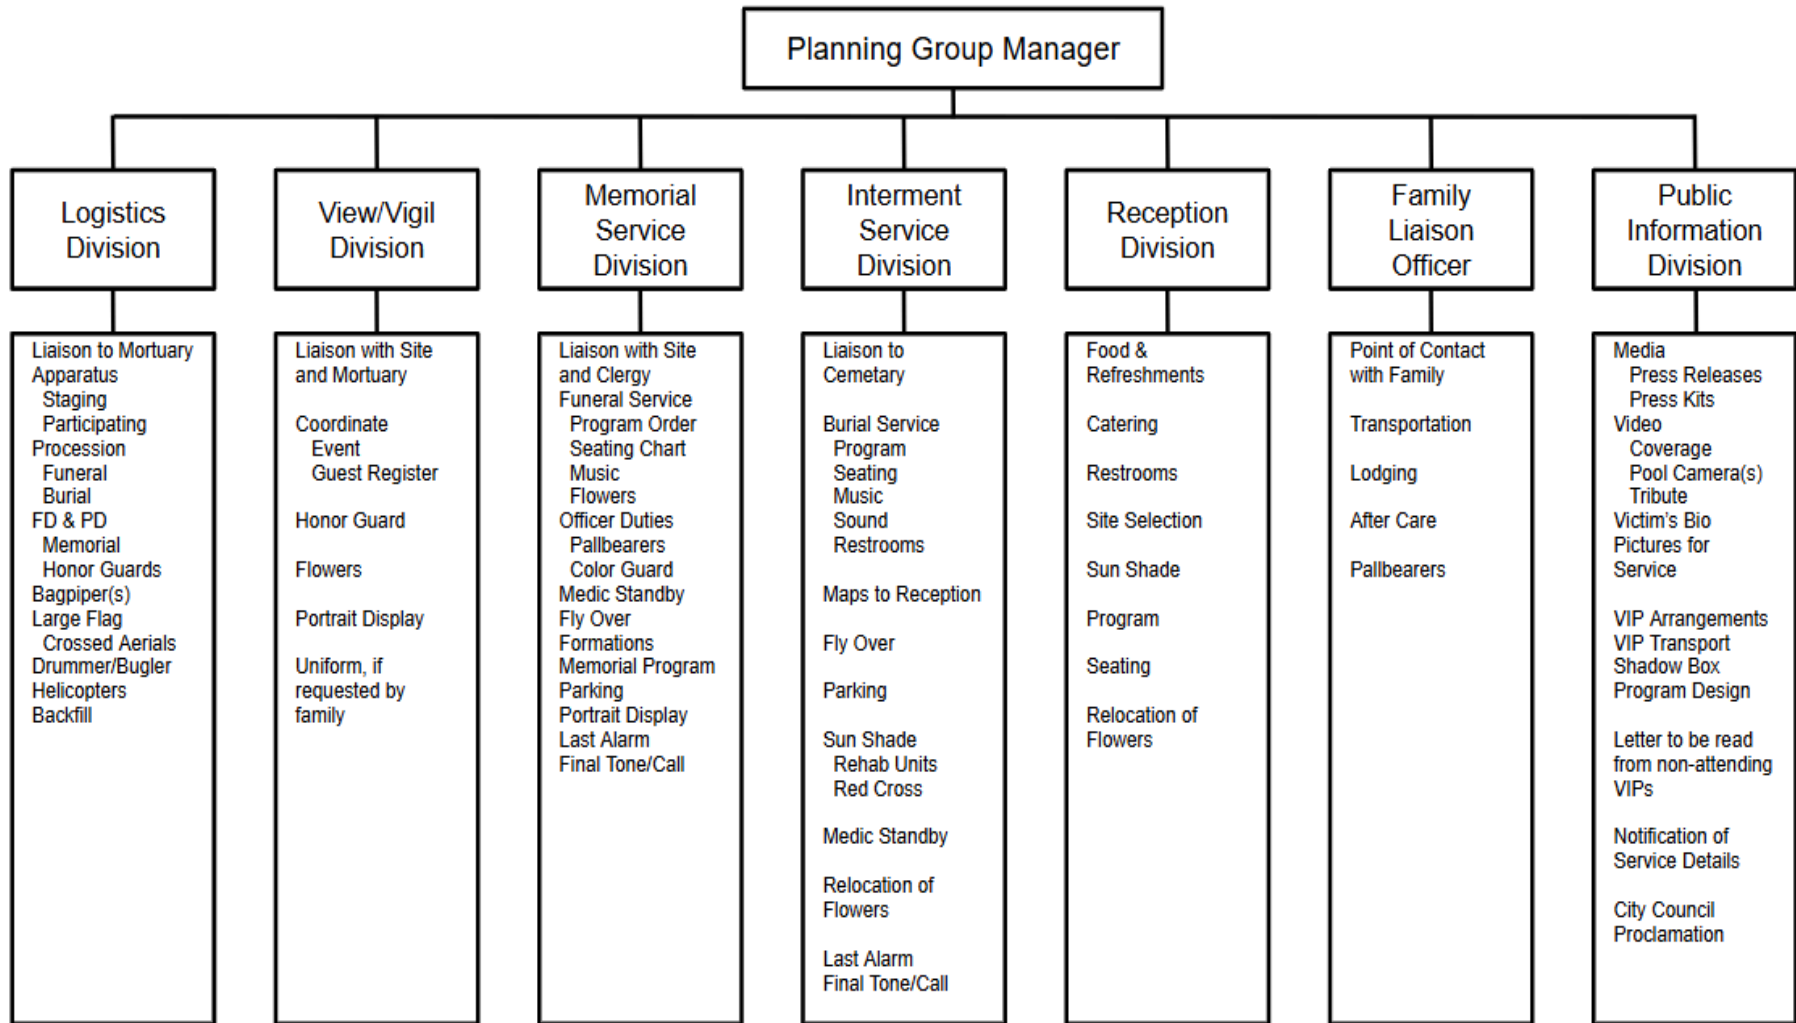 Planning Group Manager
Logistics
Division
View/Vigil
Division
Memorial
Service
Division
Interment
Service
Division
Reception
Division
Family
Liaison
Officer
Public
Information
Division
Liaison to Mortuary
Apparatus
Staging
Participating
Procession
Funeral
Burial
FD & PD
Memorial
Honor Guards
Bagpiper(s)
Large Flag
Crossed Aerials
Drummer/Bugler
Helicopters
Backfill
Liaison with Site
and Mortuary
Coordinate
Event
Guest Register
Honor Guard
Flowers
Portrait Display
Uniform, if
requested by
family
Liaison with Site
and Clergy
Funeral Service
Program Order
Seating Chart
Music
Flowers
Officer Duties
Pallbearers
Color Guard
Medic Standby
Fly Over
Formations
Memorial Program
Parking
Portrait Display
Last Alarm
Final Tone/Call
Liaison to
Cemetary
Burial Service
Program
Seating
Music
Sound
Restrooms
Maps to Reception
Fly Over
Parking
Sun Shade
Rehab Units
Red Cross
Medic Standby
Relocation of
Flowers
Last Alarm
Final Tone/Call
Food &
Refreshments
Catering
Restrooms
Site Selection
Sun Shade
Program
Seating
Relocation of
Flowers
Point of Contact
with Family
Transportation
Lodging
After Care
Pallbearers
Media
Press Releases
Press Kits
Video
Coverage
Pool Camera(s)
Tribute
Victim's Bio
Pictures for
Service
VIP Arrangements
VIP Transport
Shadow Box
Program Design
Letter to be read
from non-attending
VIPs
Notification of
Service Details
City Council
Proclamation